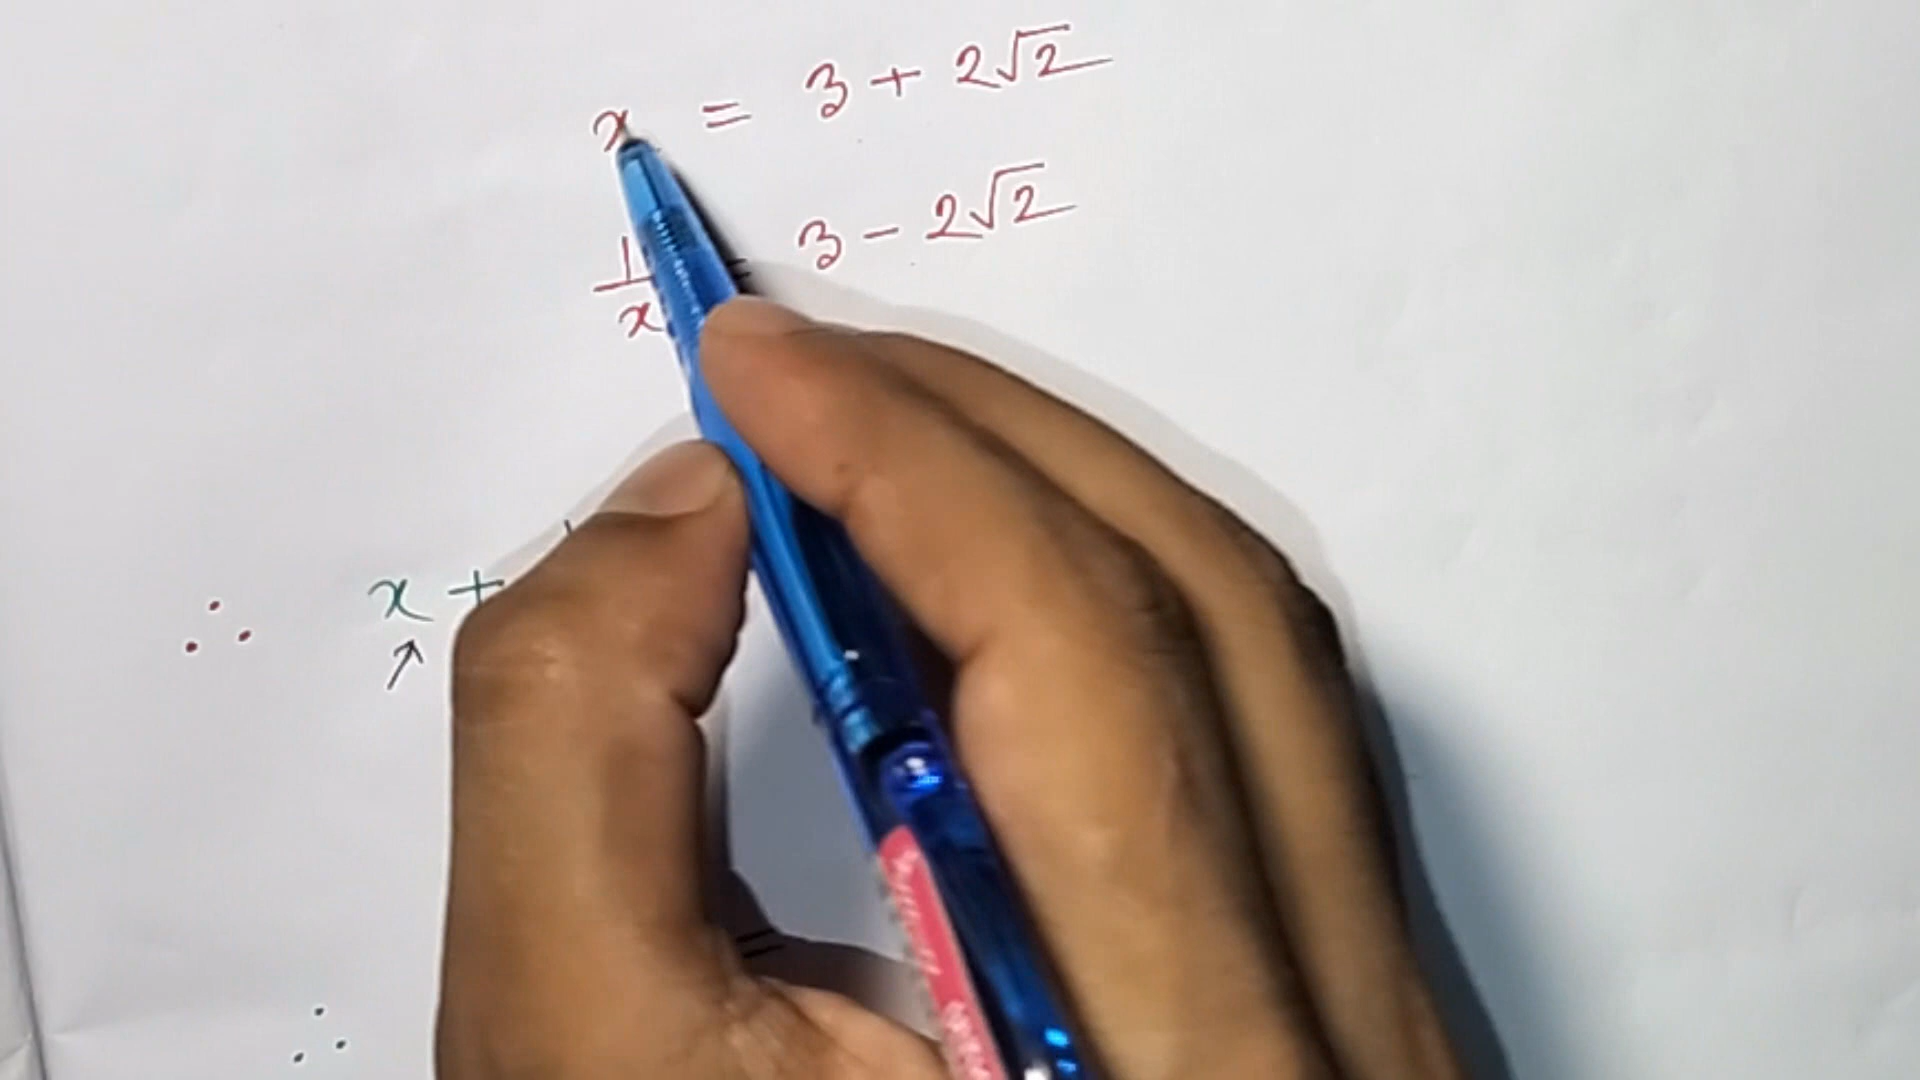 x = 3 + 2√2
1/x = 3 - 2√2
∴ x +
=
∴